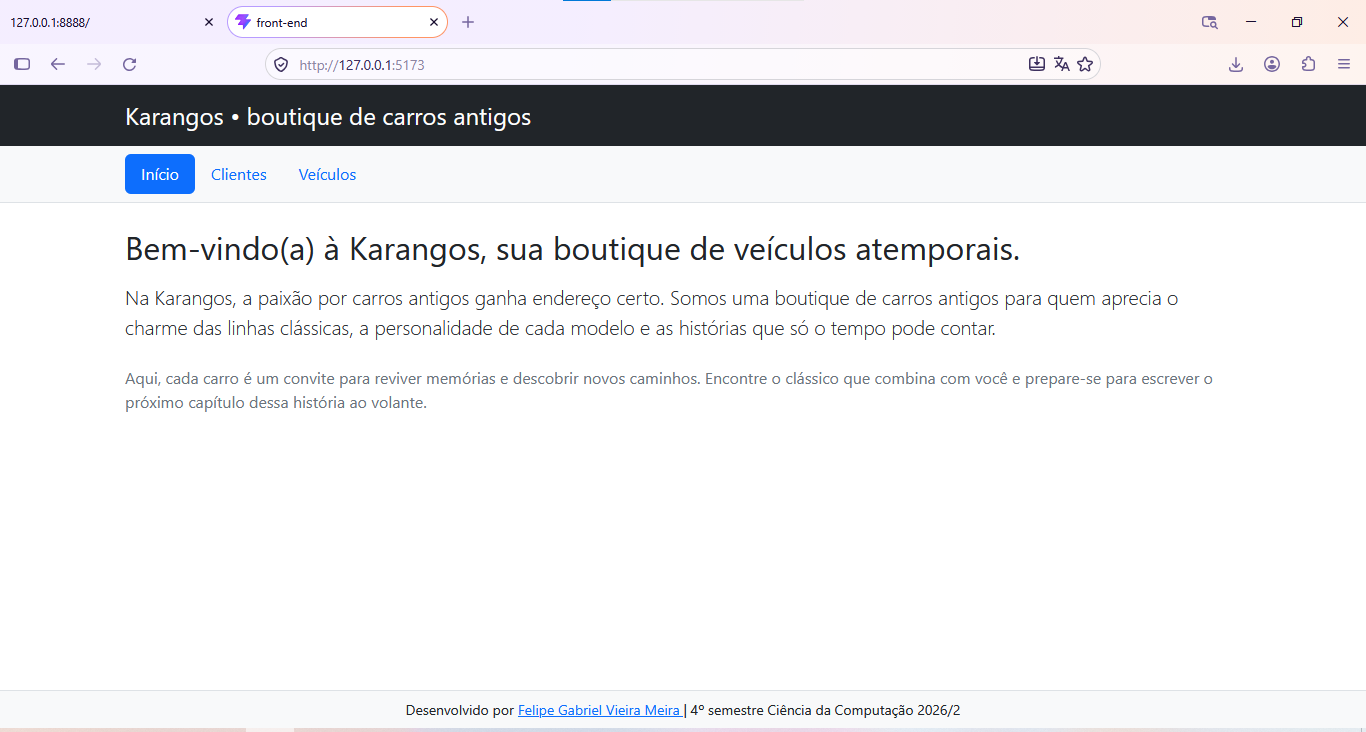 127.0.0.1:8888/
front-end
http://127.0.0.1:5173
Karangos • boutique de carros antigos
Início Clientes Veículos
Bem-vindo(a) à Karangos, sua boutique de veículos atemporais.
Na Karangos, a paixão por carros antigos ganha endereço certo. Somos uma boutique de carros antigos para quem aprecia o
charme das linhas clássicas, a personalidade de cada modelo e as histórias que só o tempo pode contar.
Aqui, cada carro é um convite para reviver memórias e descobrir novos caminhos. Encontre o clássico que combina com você e prepare-se para escrever o
próximo capítulo dessa história ao volante.
Desenvolvido por Felipe Gabriel Vieira Meira | 4º semestre Ciência da Computação 2026/2